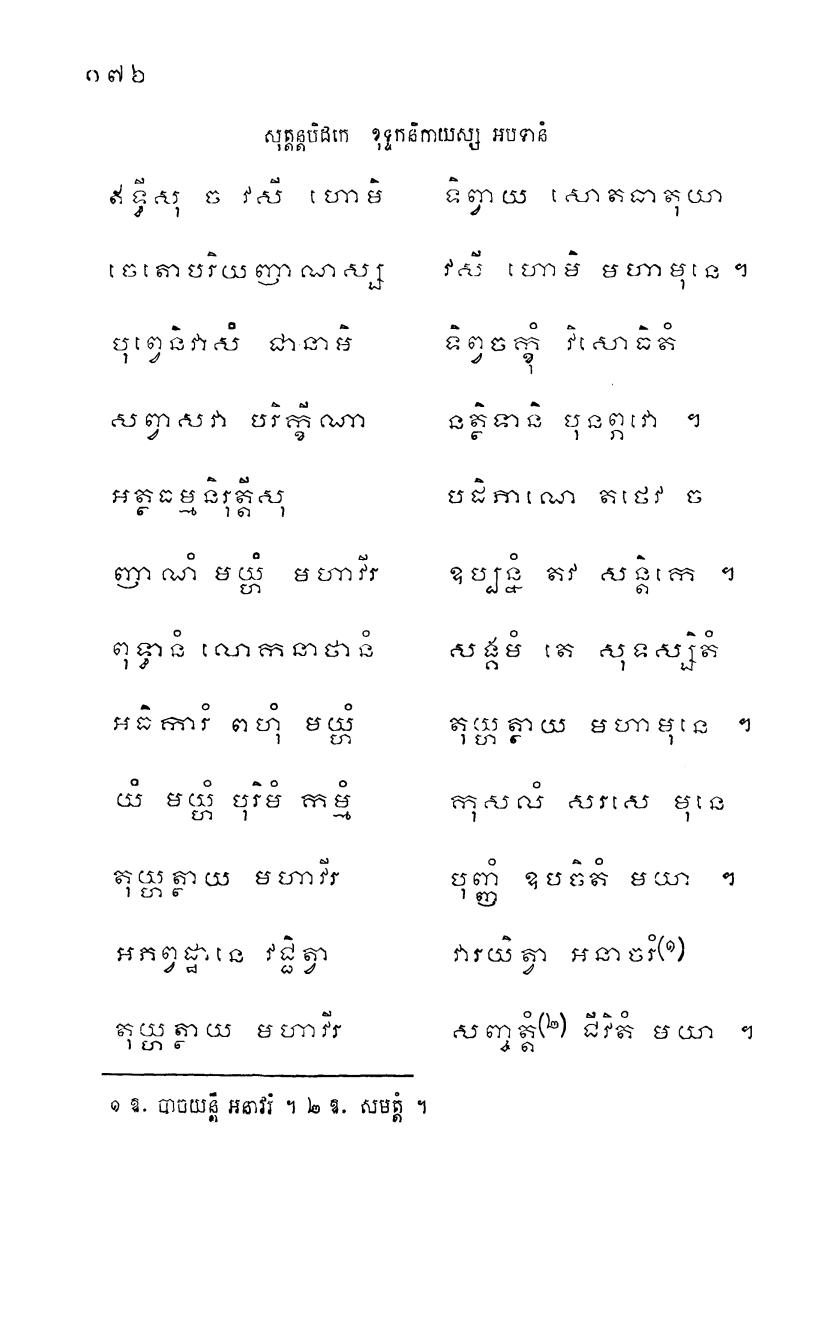 ១៧៦
សុត្តន្តបិដកេ ខុទ្ទកនិកាយស្ស អបទានំ
ឥទ្ធីសុ ច វសី ហោមិ ទិព្វាយ សោតធាតុយា
ចេតោបរិយញាណស្ស វសី ហោមិ មហាមុនេ ។
បុព្វេនិវាសំ ជានាមិ ទិព្វចក្ខុំ វិសោធិតំ
សព្វាសវា បរិក្ខីណា នត្ថិទានិ បុនព្ភវោ ។
អត្ថធម្មនិរុត្តីសុ បដិភាណេ តថេវ ច
ញាណំ មយ្ហំ មហាវីរ ឧប្បន្នំ តវ សន្តិកេ ។
ពុទ្ធានំ លោកនាថានំ សង្គមំ តេ សុទស្សិតំ
អធិការំ ពហុំ មយ្ហំ តុយ្ហត្ថាយ មហាមុនេ ។
យំ មយ្ហំ បុរិមំ កម្មំ កុសលំ សរសេ មុនេ
តុយ្ហត្ថាយ មហាវីរ បុញ្ញំ ឧបចិតំ មយា ។
អភព្វដ្ឋានេ វជ្ជិត្វា វារយិត្វា អនាចរំ(១)
តុយ្ហត្ថាយ មហាវីរ សញ្ចត្តំ(២) ជីវិតំ មយា ។
១ ឱ. បាចយន្តី អនាវរំ ។ ២ ឱ. សមត្តំ ។